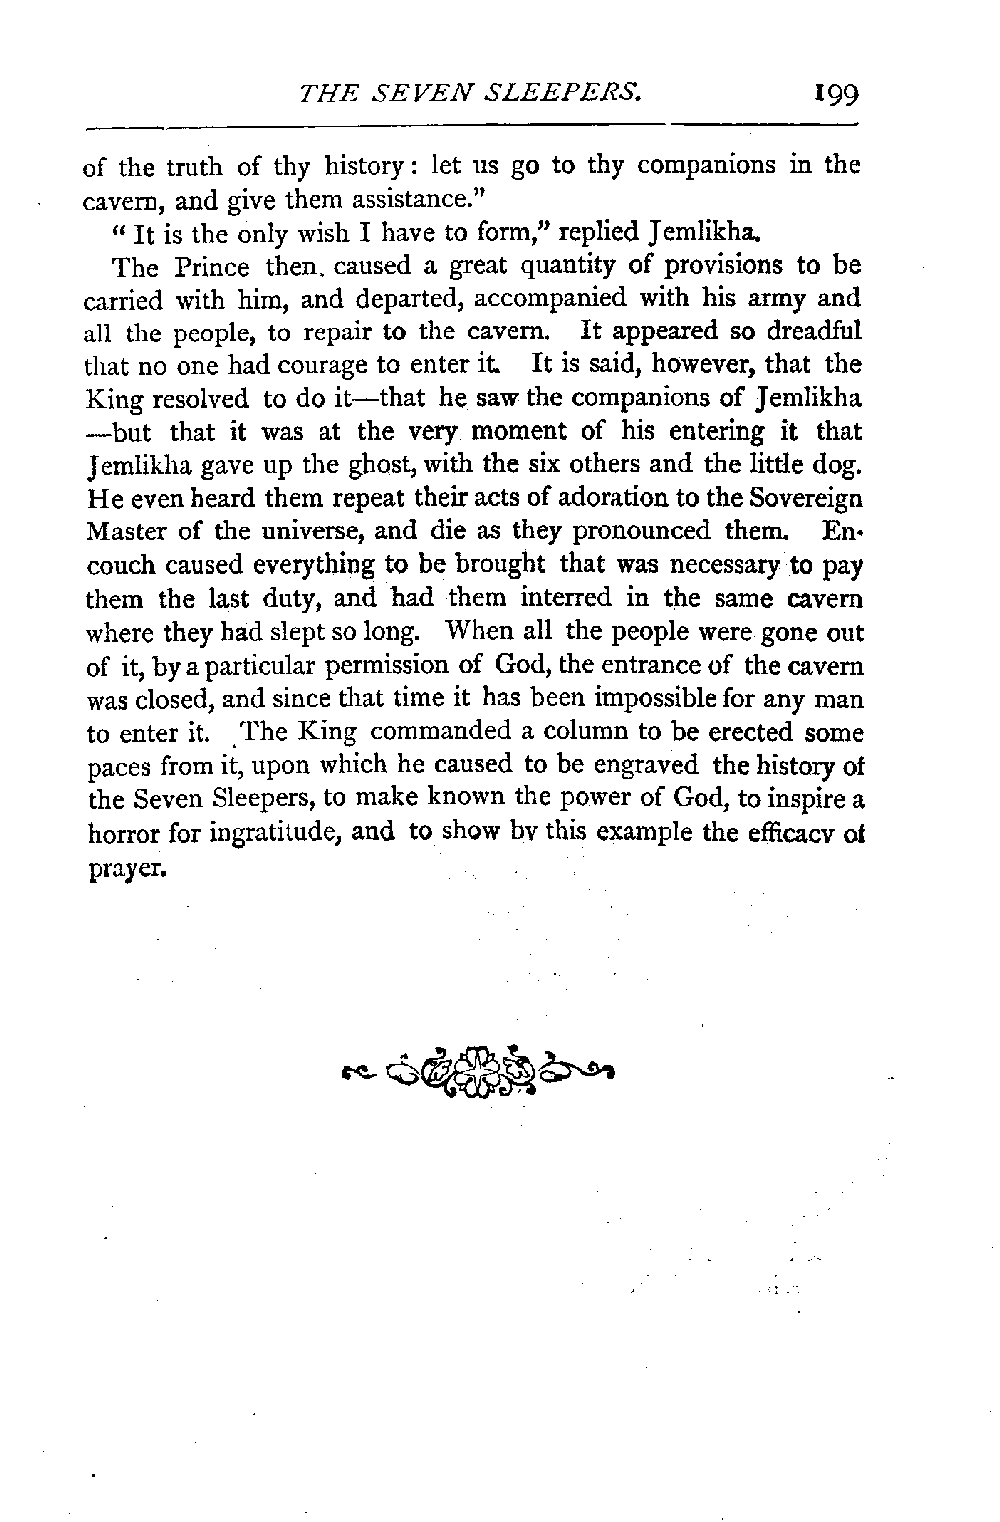 THE SEVEN SLEEPERS. 199
of the truth of thy history: let us go to thy companions in the
cavern, and give them assistance."
" It is the only wish I have to form," replied Jemlikha.
The Prince then. caused a great quantity of provisions to be
carried with him, and departed, accompanied with his army and
all the people, to repair to the cavern. It appeared so dreadful
that no one had courage to enter it. It is said, however, that the
King resolved to do it—that he saw the companions of Jemlikha
—but that it was at the very moment of his entering it that
Jemlikha gave up the ghost, with the six others and the little dog.
He even heard them repeat their acts of adoration to the Sovereign
Master of the universe, and die as they pronounced them. En-
couch caused everything to be brought that was necessary to pay
them the last duty, and had them interred in the same cavern
where they had slept so long. When all the people were gone out
of it, by a particular permission of God, the entrance of the cavern
was closed, and since that time it has been impossible for any man
to enter it. The King commanded a column to be erected some
paces from it, upon which he caused to be engraved the history of
the Seven Sleepers, to make known the power of God, to inspire a
horror for ingratitude, and to show by this example the efficacy of
prayer.